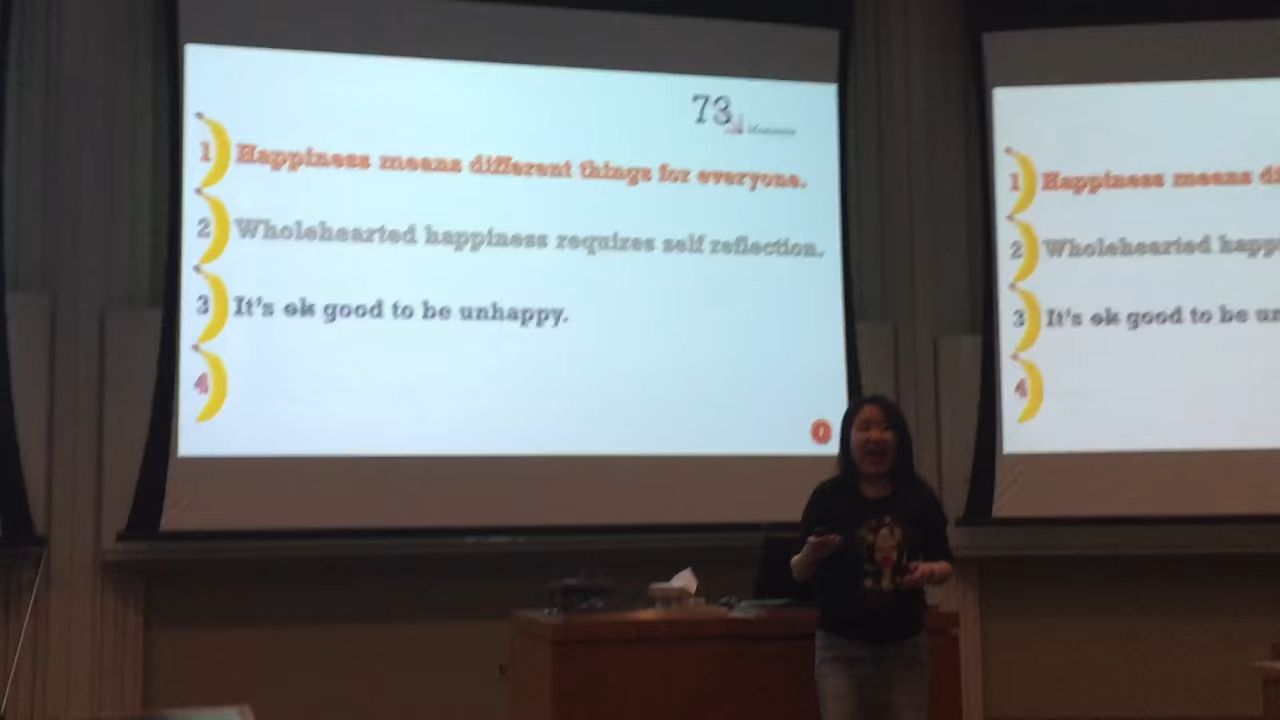 73
1 Happiness means different things for everyone.
2 Wholehearted happiness requires self reflection.
3 It's ok good to be unhappy.
4
1 Happiness means di
2 Wholehearted happ
3 It's ok good to be un
4